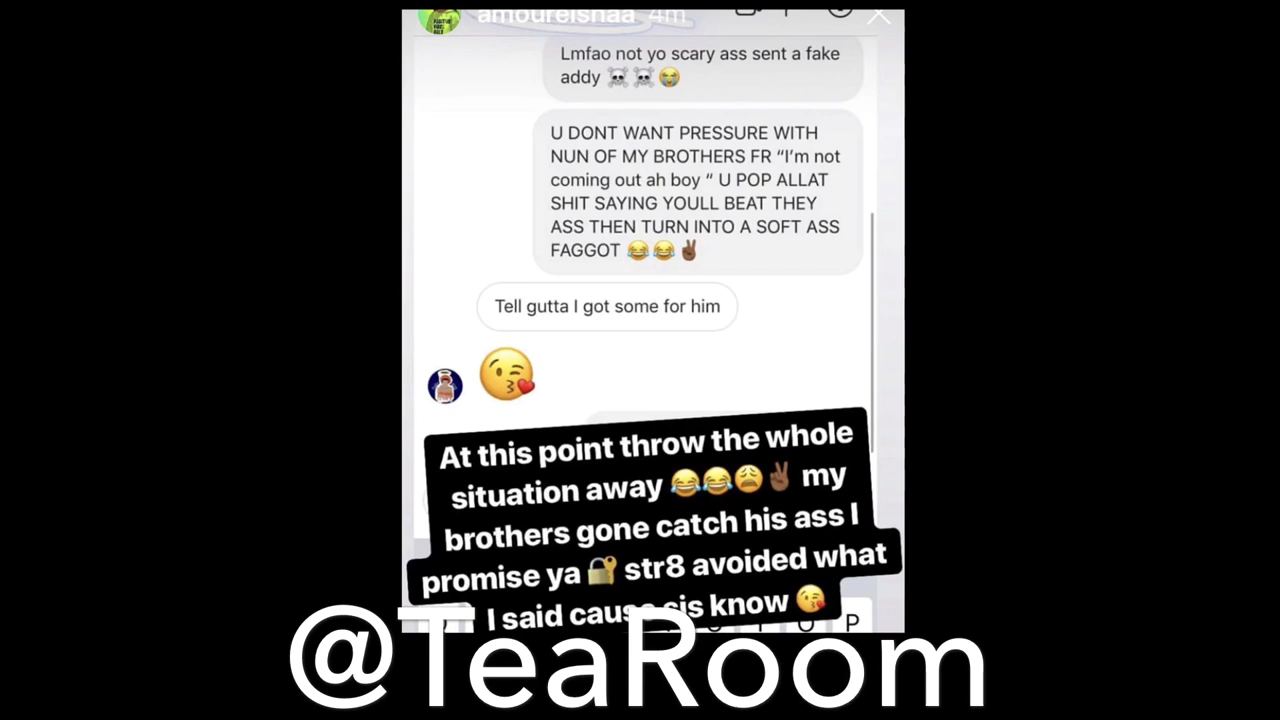 amoureishaa 4m
Lmfao not yo scary ass sent a fake
addy ☠️☠️😭
U DONT WANT PRESSURE WITH
NUN OF MY BROTHERS FR “I’m not
coming out ah boy “ U POP ALLAT
SHIT SAYING YOULL BEAT THEY
ASS THEN TURN INTO A SOFT ASS
FAGGOT 😂😂✌🏾
Tell gutta I got some for him
😘
At this point throw the whole
situation away 😂😂😩✌🏾 my
brothers gone catch his ass I
promise ya 🔐 str8 avoided what
I said cause sis know 😘
O P
@TeaRoom